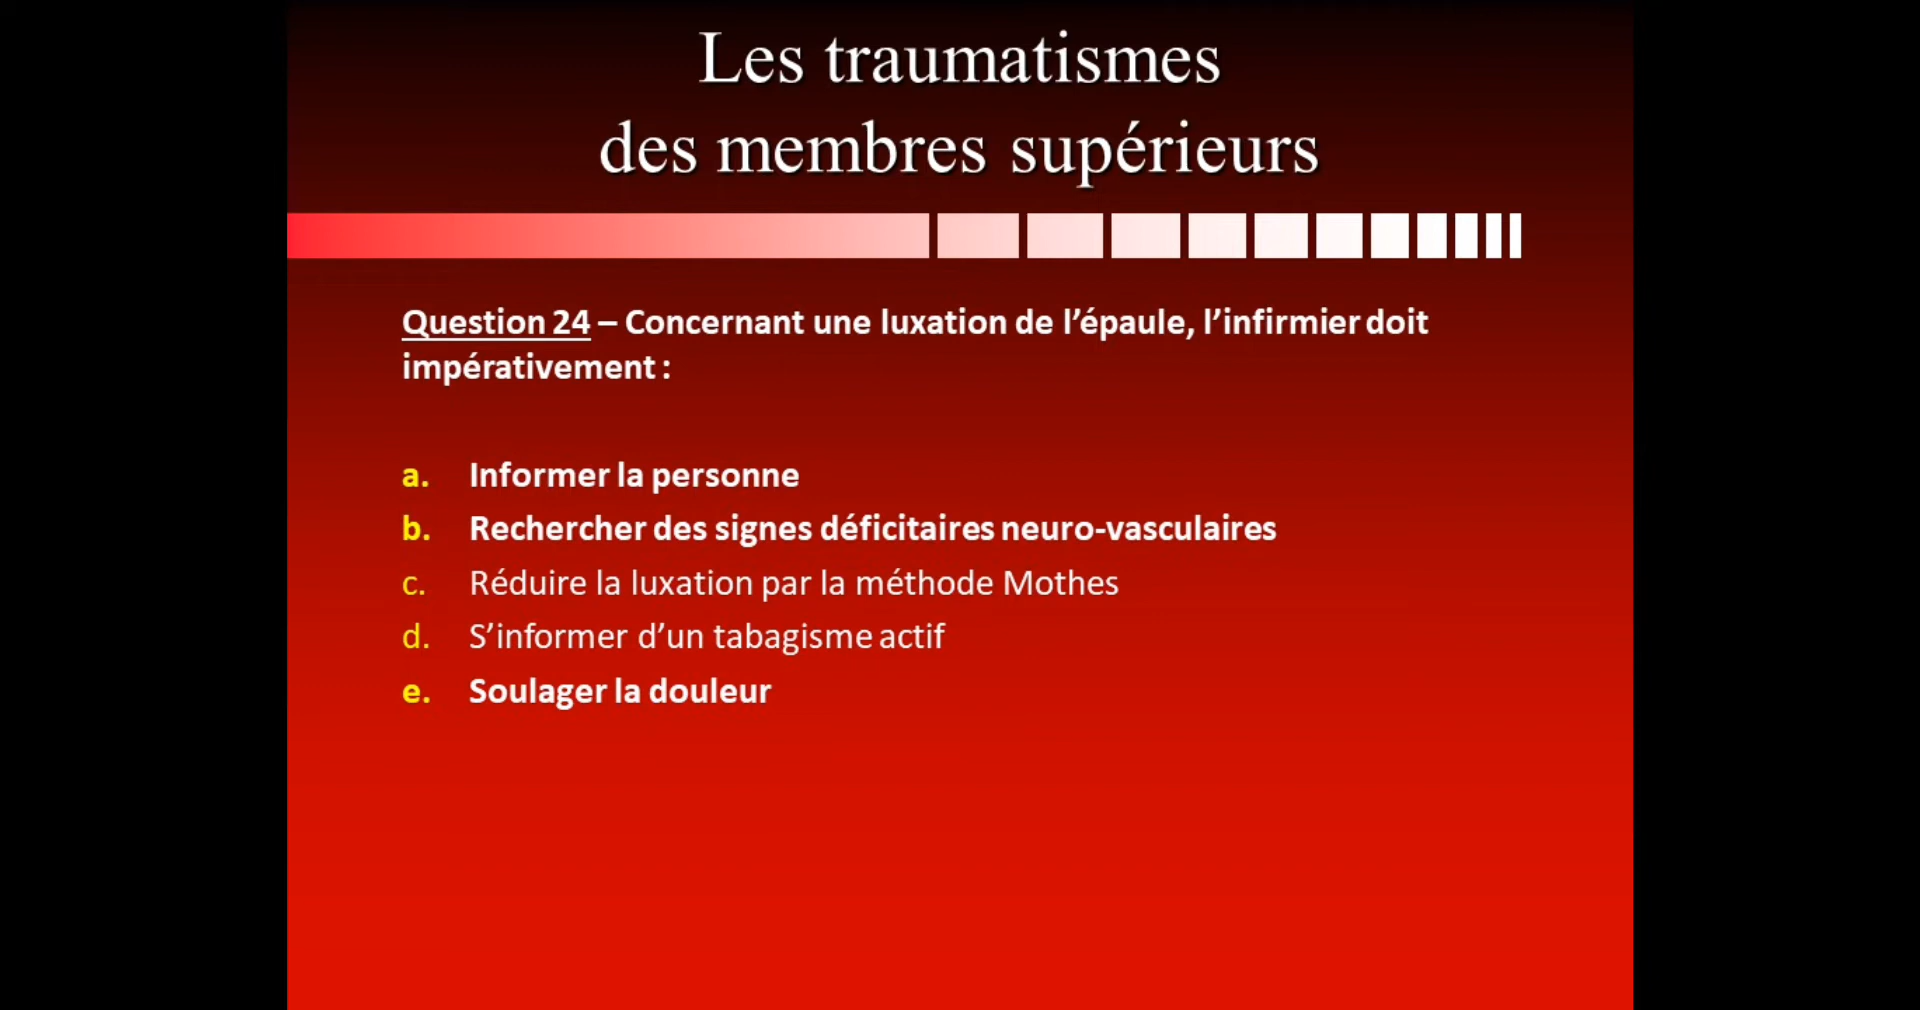 Les traumatismes
des membres supérieurs
Question 24 – Concernant une luxation de l’épaule, l’infirmier doit
impérativement :
a. Informer la personne
b. Rechercher des signes déficitaires neuro-vasculaires
c. Réduire la luxation par la méthode Mothes
d. S’informer d’un tabagisme actif
e. Soulager la douleur